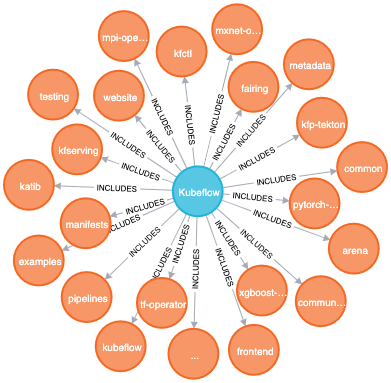 mxnet-o…
mpi-ope…
kfctl
metadata
fairing
testing
website
INCLUDES
INCLUDES
INCLUDES
INCLUDES
INCLUDES
INCLUDES
kfp-tekton
INCLUDES
INCLUDES
kfserving
INCLUDES
INCLUDES
common
INCLUDES
katib
INCLUDES
Kubeflow
INCLUDES
INCLUDES
pytorch-…
manifests
INCLUDES
INCLUDES
INCLUDES
arena
examples
INCLUDES
INCLUDES
INCLUDES
INCLUDES
INCLUDES
INCLUDES
pipelines
tf-operator
xgboost-…
commun…
kubeflow
...
frontend